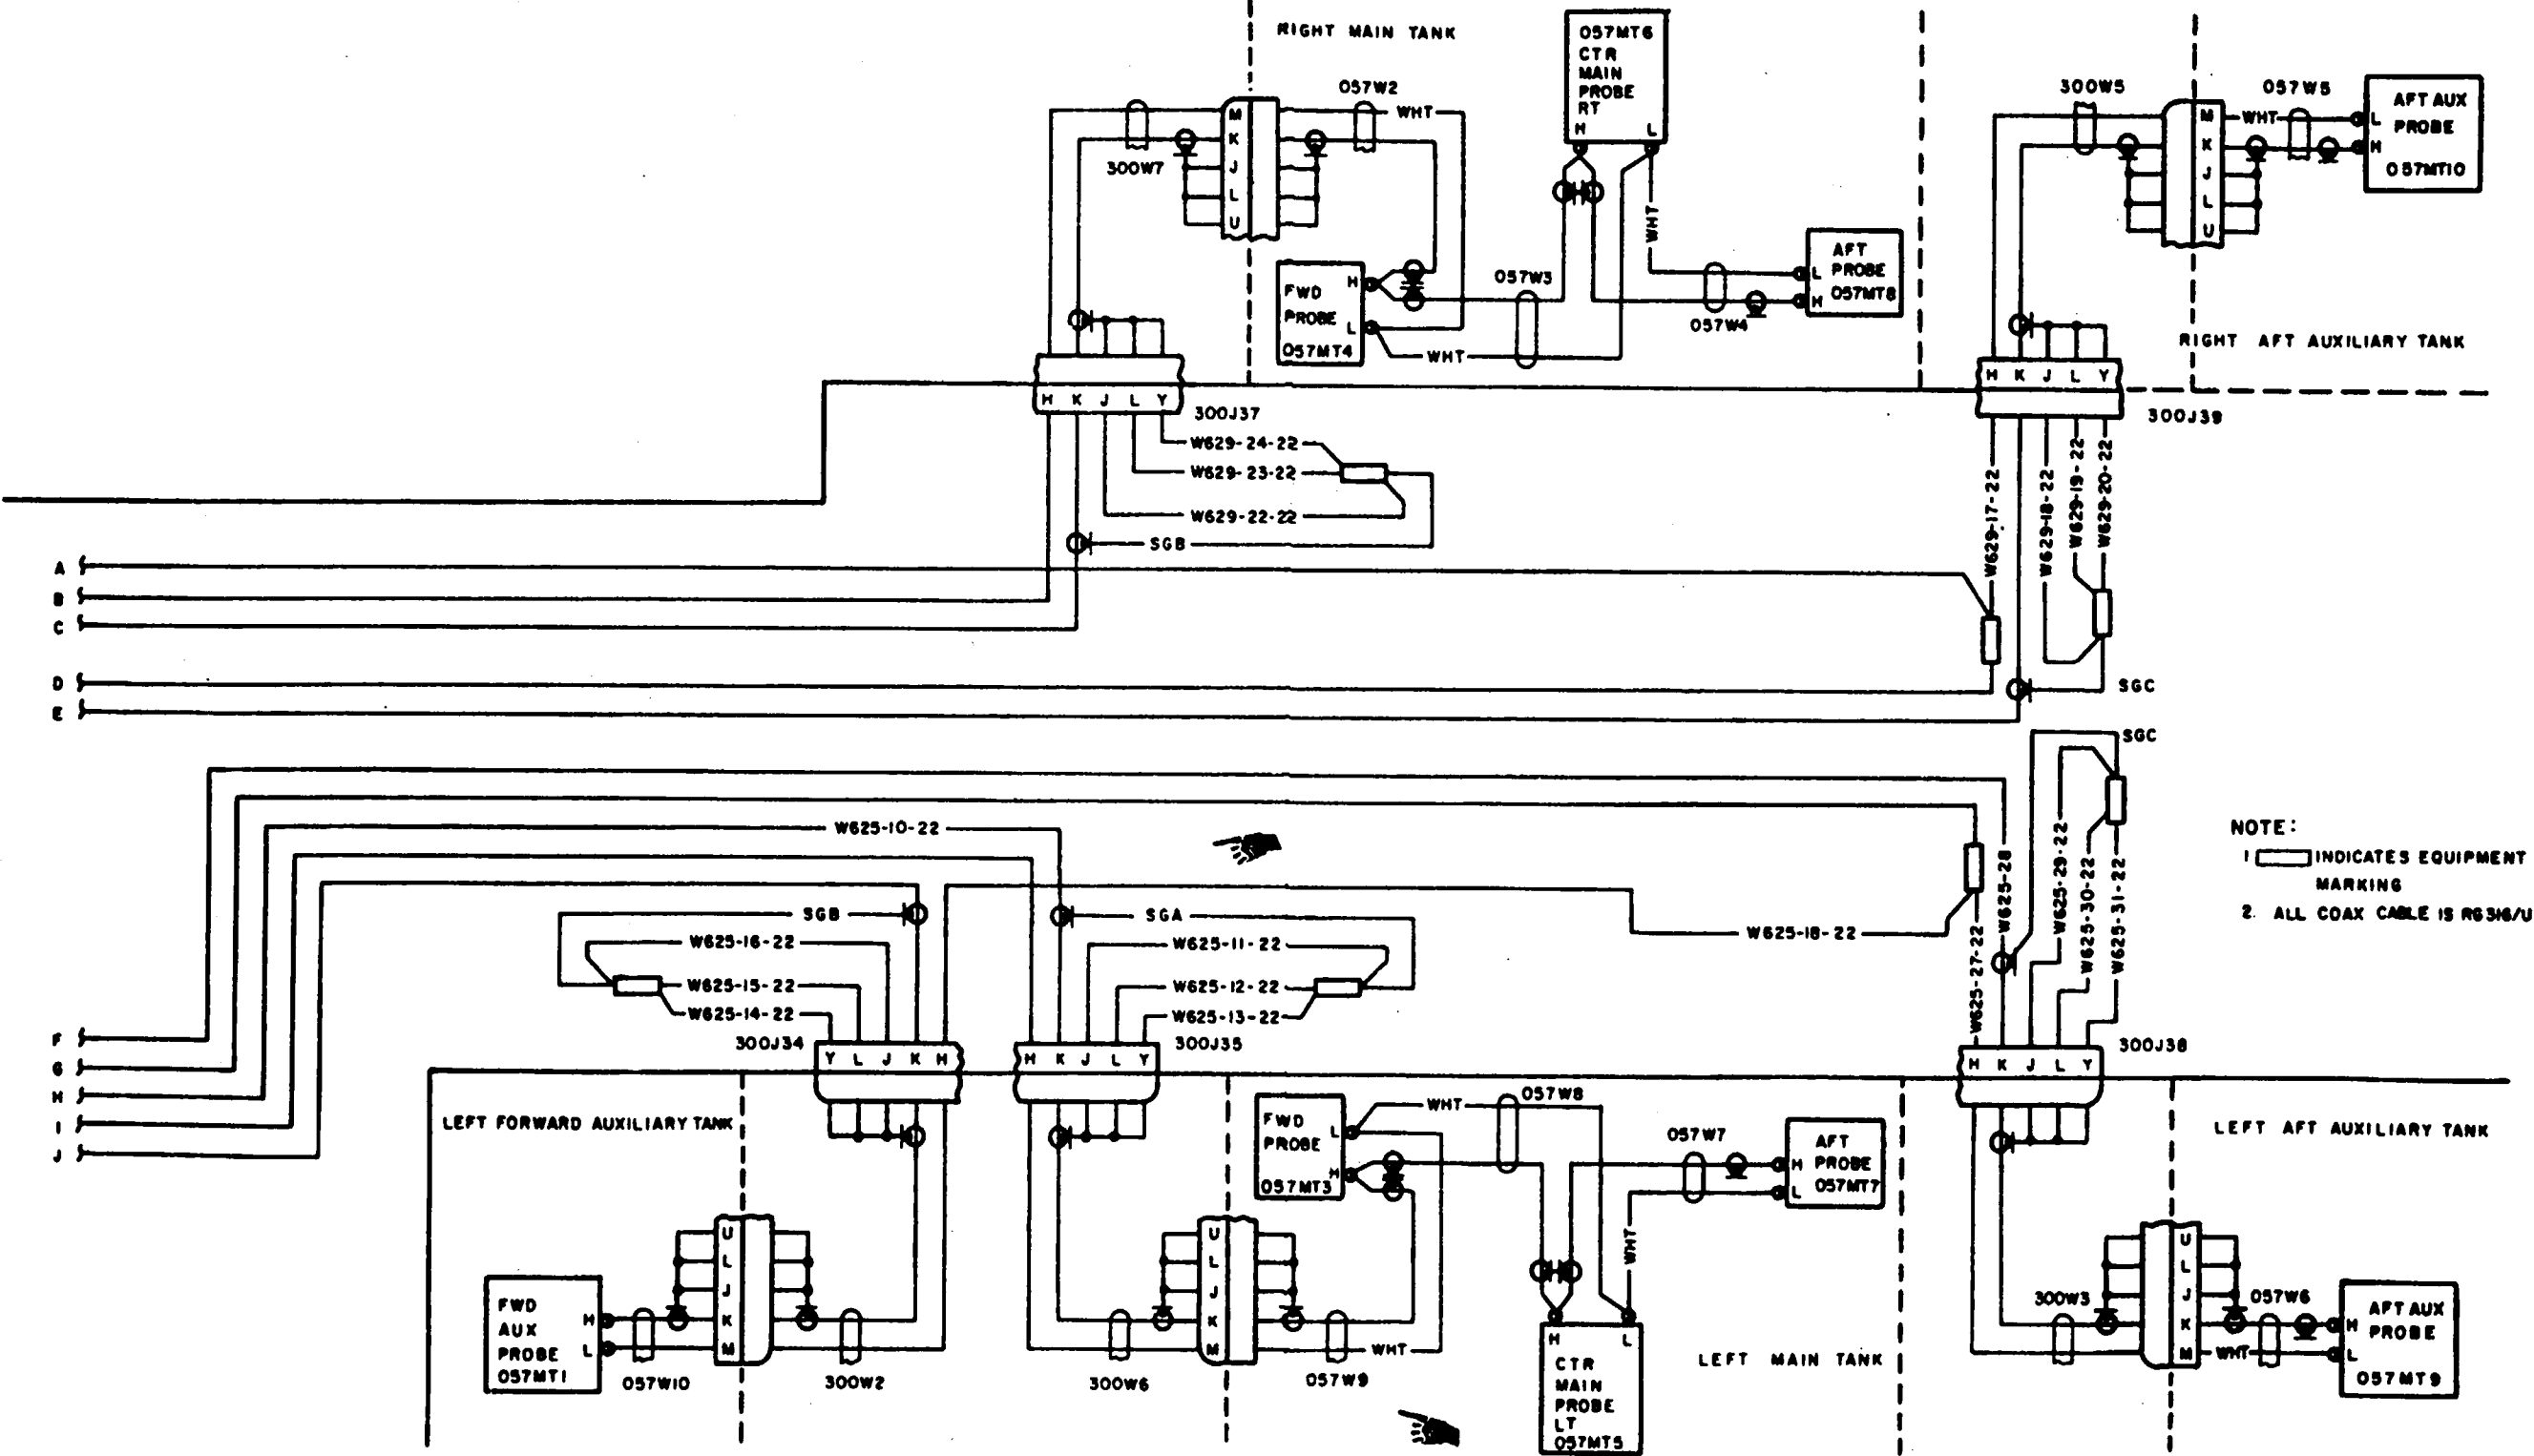 RIGHT MAIN TANK
057MT6
CTR
MAIN
PROBE
RT
H L
057W2
WHT
300W7
M
K
J
L
U
FWD
PROBE
057MT4
H
L
WHT
057W3
WHT
057W4
AFT
PROBE
057MT8
L
H
300W5
057W5
M
K
J
L
U
WHT
L
H
AFT AUX
PROBE
057MT10
RIGHT AFT AUXILIARY TANK
H K J L Y
300J37
W629-24-22
W629-23-22
W629-22-22
SGB
H K J L Y
300J39
W629-17-22
W629-18-22
W629-19-22
W629-20-22
SGC
A
B
C
D
E
SGC
W625-10-22
SGB
W625-16-22
W625-15-22
W625-14-22
SGA
W625-11-22
W625-12-22
W625-13-22
W625-18-22
W625-27-22
W625-28
W625-29-22
W625-30-22
W625-31-22
NOTE:
1 INDICATES EQUIPMENT
MARKING
2. ALL COAX CABLE IS RG316/U
F
G
H
I
J
300J34
Y L J K H
H K J L Y
300J35
H K J L Y
300J38
LEFT FORWARD AUXILIARY TANK
FWD
PROBE
057MT3
L
H
WHT
057W8
057W7
AFT
PROBE
057MT7
H
L
WHT
LEFT AFT AUXILIARY TANK
FWD
AUX
PROBE
057MT1
H
L
057W10
U
L
J
K
M
300W2
300W6
U
L
J
K
M
057W9
WHT
H L
CTR
MAIN
PROBE
LT
057MT5
LEFT MAIN TANK
300W3
U
L
J
K
M
057W6
WHT
H
L
AFT AUX
PROBE
057MT9